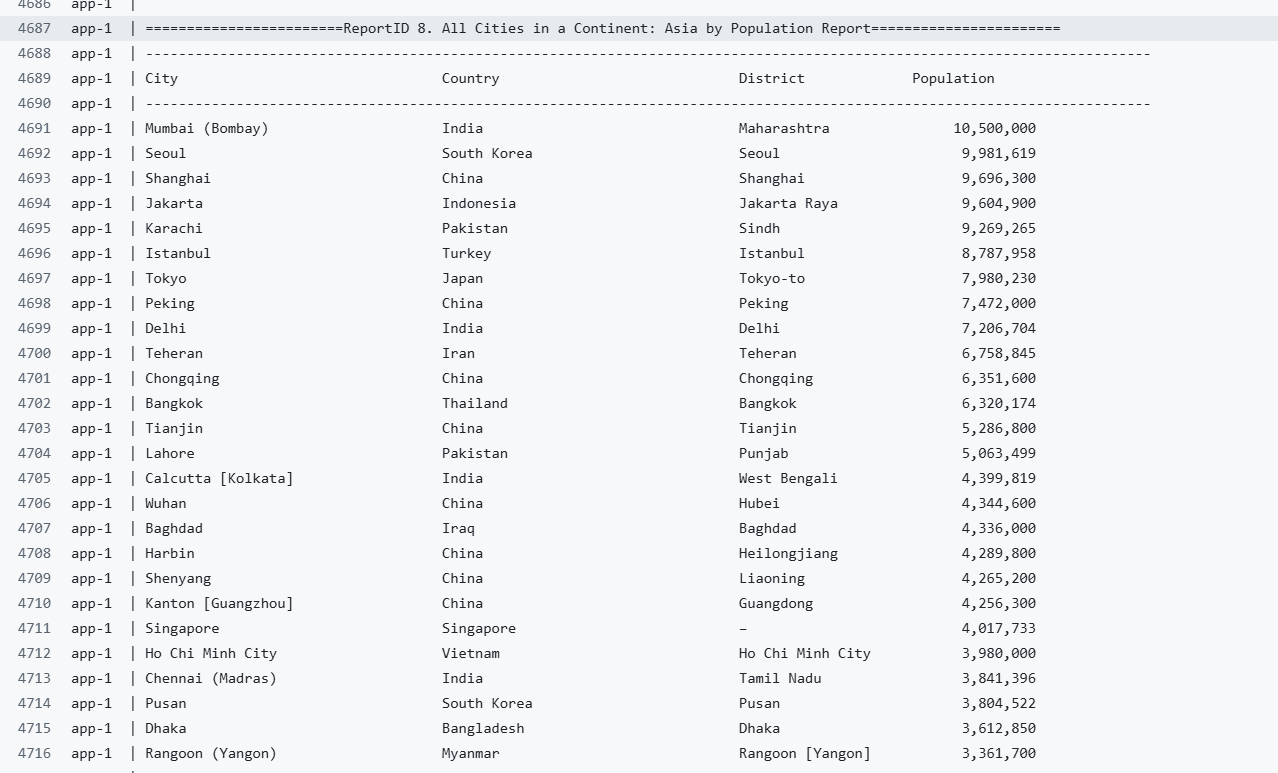 4686 app-1 |
4687 app-1 | ========================ReportID 8. All Cities in a Continent: Asia by Population Report=======================
4688 app-1 | --------------------------------------------------------------------------------------------------------------------------
4689 app-1 | City Country District Population
4690 app-1 | --------------------------------------------------------------------------------------------------------------------------
4691 app-1 | Mumbai (Bombay) India Maharashtra 10,500,000
4692 app-1 | Seoul South Korea Seoul 9,981,619
4693 app-1 | Shanghai China Shanghai 9,696,300
4694 app-1 | Jakarta Indonesia Jakarta Raya 9,604,900
4695 app-1 | Karachi Pakistan Sindh 9,269,265
4696 app-1 | Istanbul Turkey Istanbul 8,787,958
4697 app-1 | Tokyo Japan Tokyo-to 7,980,230
4698 app-1 | Peking China Peking 7,472,000
4699 app-1 | Delhi India Delhi 7,206,704
4700 app-1 | Teheran Iran Teheran 6,758,845
4701 app-1 | Chongqing China Chongqing 6,351,600
4702 app-1 | Bangkok Thailand Bangkok 6,320,174
4703 app-1 | Tianjin China Tianjin 5,286,800
4704 app-1 | Lahore Pakistan Punjab 5,063,499
4705 app-1 | Calcutta [Kolkata] India West Bengali 4,399,819
4706 app-1 | Wuhan China Hubei 4,344,600
4707 app-1 | Baghdad Iraq Baghdad 4,336,000
4708 app-1 | Harbin China Heilongjiang 4,289,800
4709 app-1 | Shenyang China Liaoning 4,265,200
4710 app-1 | Kanton [Guangzhou] China Guangdong 4,256,300
4711 app-1 | Singapore Singapore – 4,017,733
4712 app-1 | Ho Chi Minh City Vietnam Ho Chi Minh City 3,980,000
4713 app-1 | Chennai (Madras) India Tamil Nadu 3,841,396
4714 app-1 | Pusan South Korea Pusan 3,804,522
4715 app-1 | Dhaka Bangladesh Dhaka 3,612,850
4716 app-1 | Rangoon (Yangon) Myanmar Rangoon [Yangon] 3,361,700